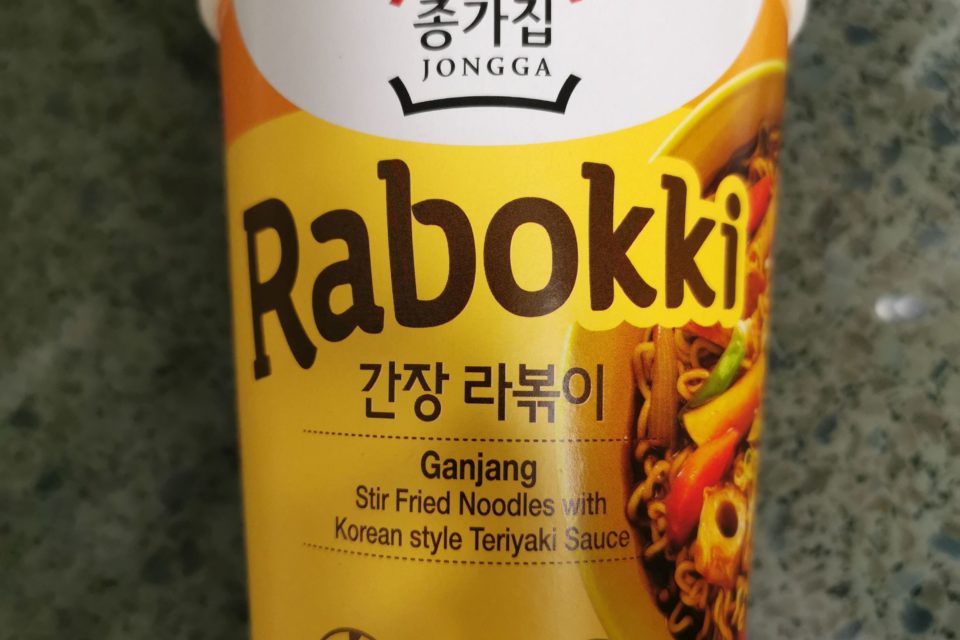 종가집
JONGGA
Rabokki
간장 라볶이
Ganjang
Stir Fried Noodles with
Korean style Teriyaki Sauce